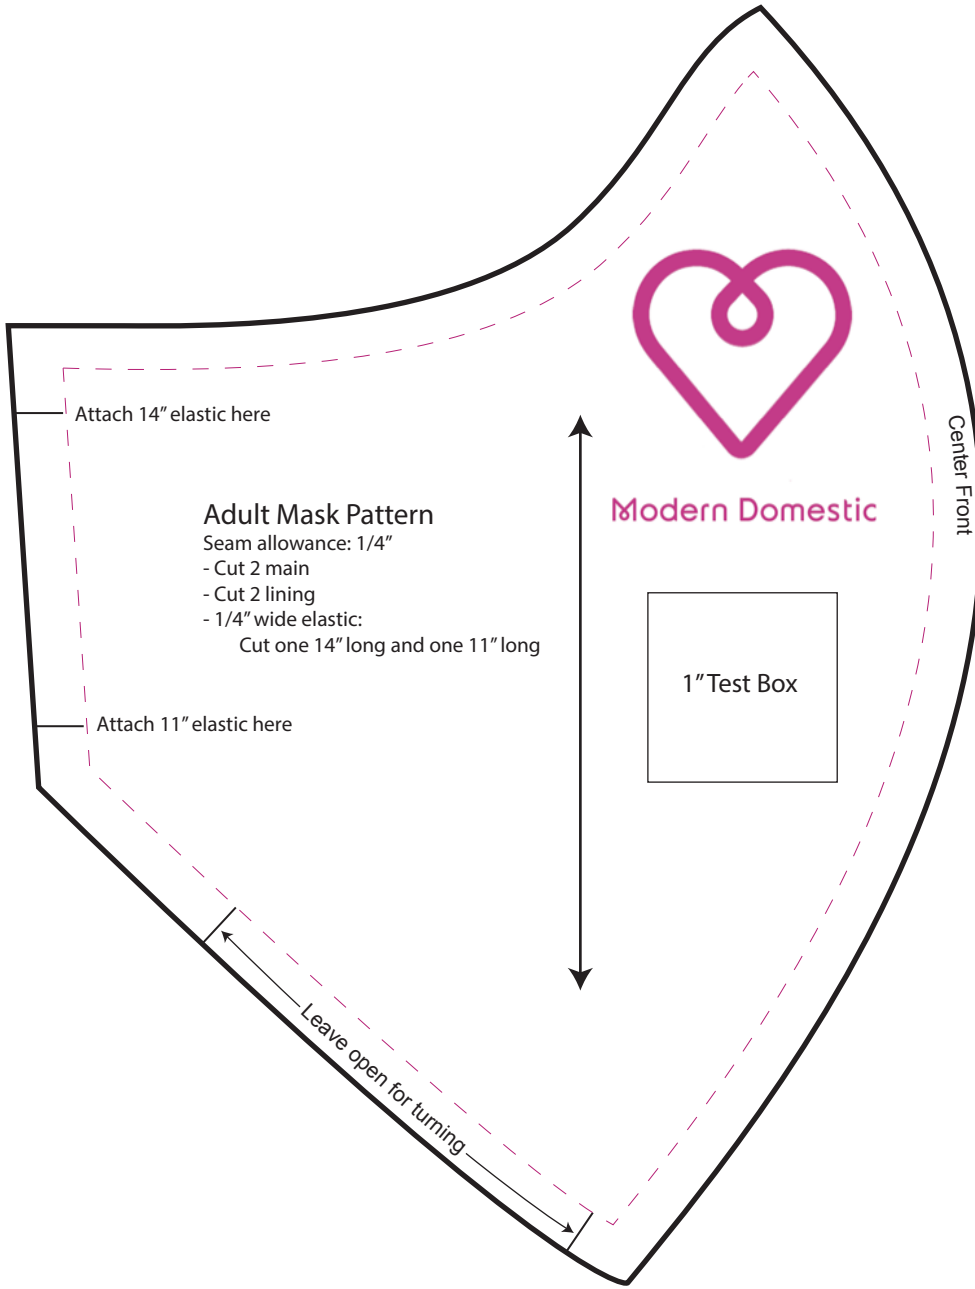 Center Front
Attach 14" elastic here
Adult Mask Pattern
Seam allowance: 1/4"
- Cut 2 main
- Cut 2 lining
- 1/4" wide elastic:
Cut one 14" long and one 11" long
Modern Domestic
1" Test Box
Attach 11" elastic here
Leave open for turning